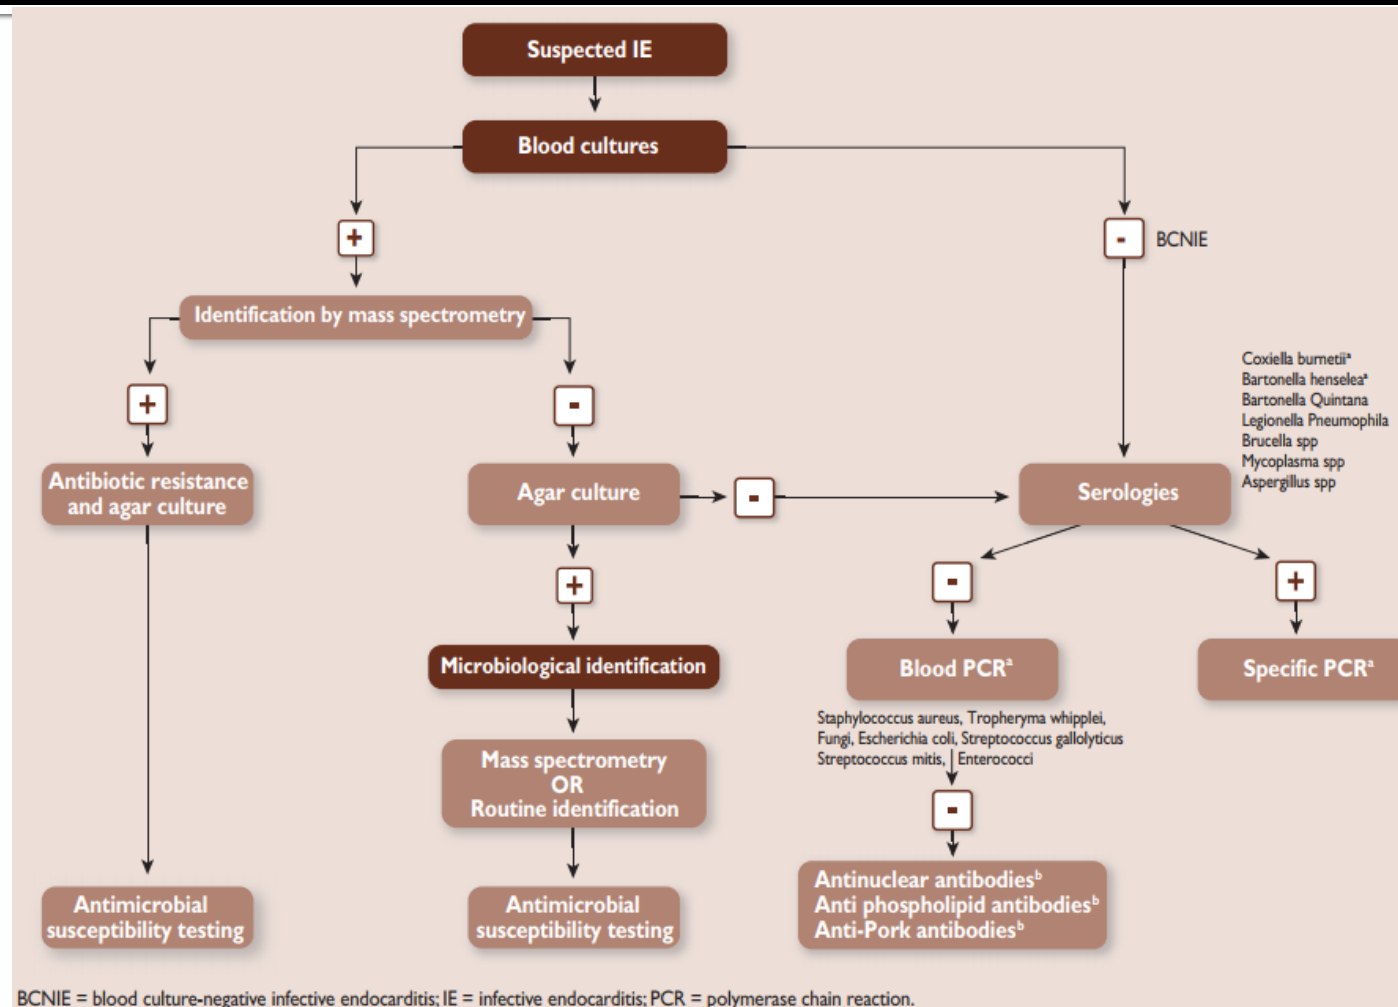 Suspected IE
Blood cultures
+
-
BCNIE
Identification by mass spectrometry
Coxiella burnetiiª
Bartonella henseleaª
Bartonella Quintana
Legionella Pneumophila
Brucella spp
Mycoplasma spp
Aspergillus spp
+
-
Antibiotic resistance
and agar culture
Agar culture
-
Serologies
+
-
+
Microbiological identification
Blood PCRª
Specific PCRª
Staphylococcus aureus, Tropheryma whipplei,
Fungi, Escherichia coli, Streptococcus gallolyticus
Streptococcus mitis, Enterococci
Mass spectrometry
OR
Routine identification
-
Antimicrobial
susceptibility testing
Antimicrobial
susceptibility testing
Antinuclear antibodiesᵇ
Anti phospholipid antibodiesᵇ
Anti-Pork antibodiesᵇ
BCNIE = blood culture-negative infective endocarditis; IE = infective endocarditis; PCR = polymerase chain reaction.